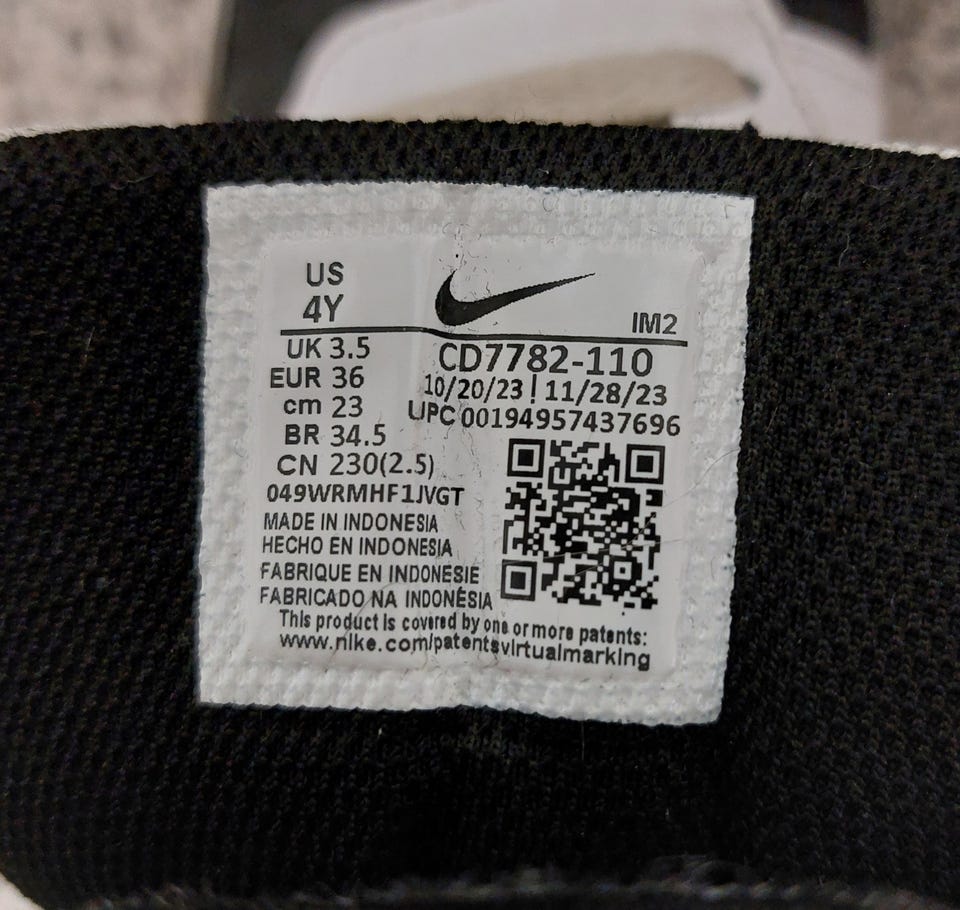 US
4Y
IM2
UK 3.5
EUR 36
cm 23
BR 34.5
CN 230(2.5)
049WRMHF1JVGT
CD7782-110
10/20/23 | 11/28/23
UPC 00194957437696
MADE IN INDONESIA
HECHO EN INDONESIA
FABRIQUE EN INDONESIE
FABRICADO NA INDONÉSIA
This product is covered by one or more patents:
www.nike.com/patentsvirtualmarking